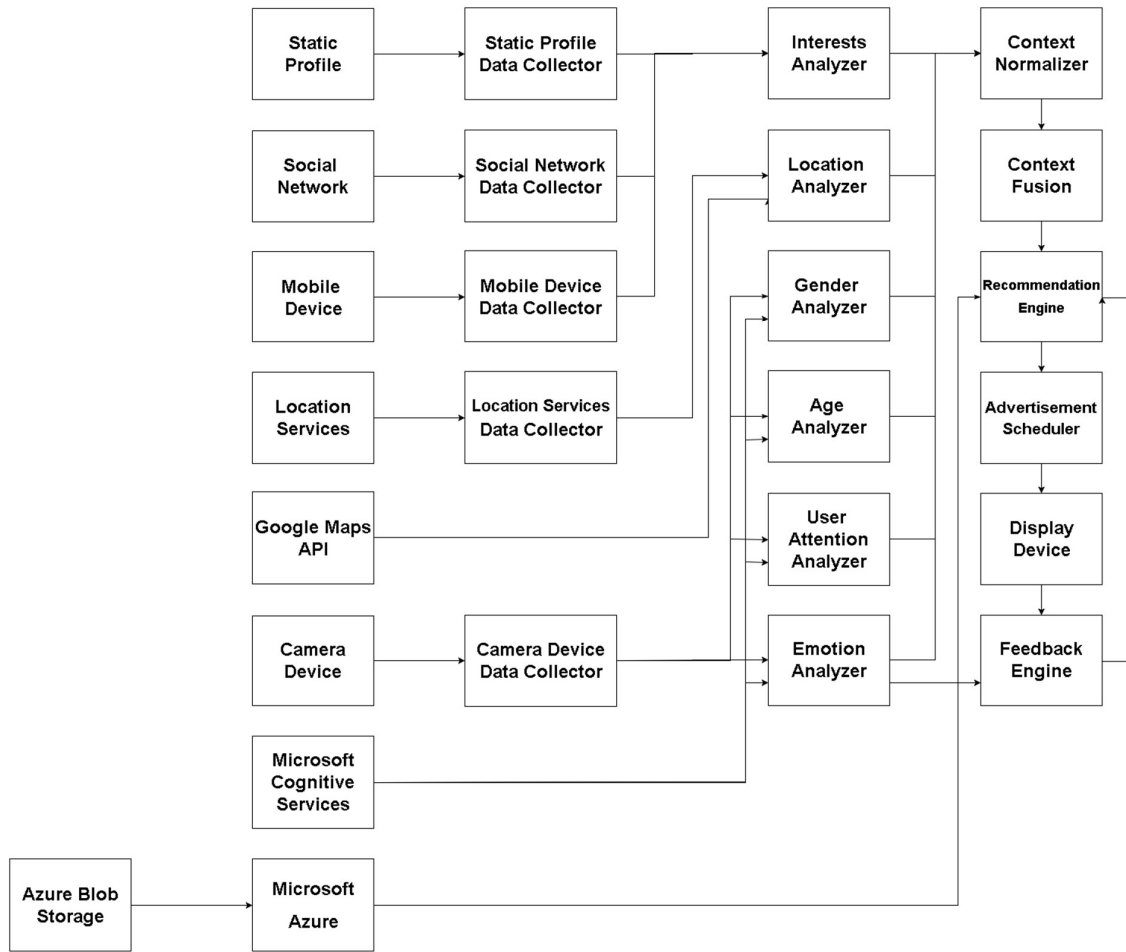 Static
Profile
Static Profile
Data Collector
Interests
Analyzer
Context
Normalizer
Social
Network
Social Network
Data Collector
Location
Analyzer
Context
Fusion
Mobile
Device
Mobile Device
Data Collector
Gender
Analyzer
Recommendation
Engine
Location
Services
Location Services
Data Collector
Age
Analyzer
Advertisement
Scheduler
Google Maps
API
User
Attention
Analyzer
Display
Device
Camera
Device
Camera Device
Data Collector
Emotion
Analyzer
Feedback
Engine
Microsoft
Cognitive
Services
Azure Blob
Storage
Microsoft
Azure